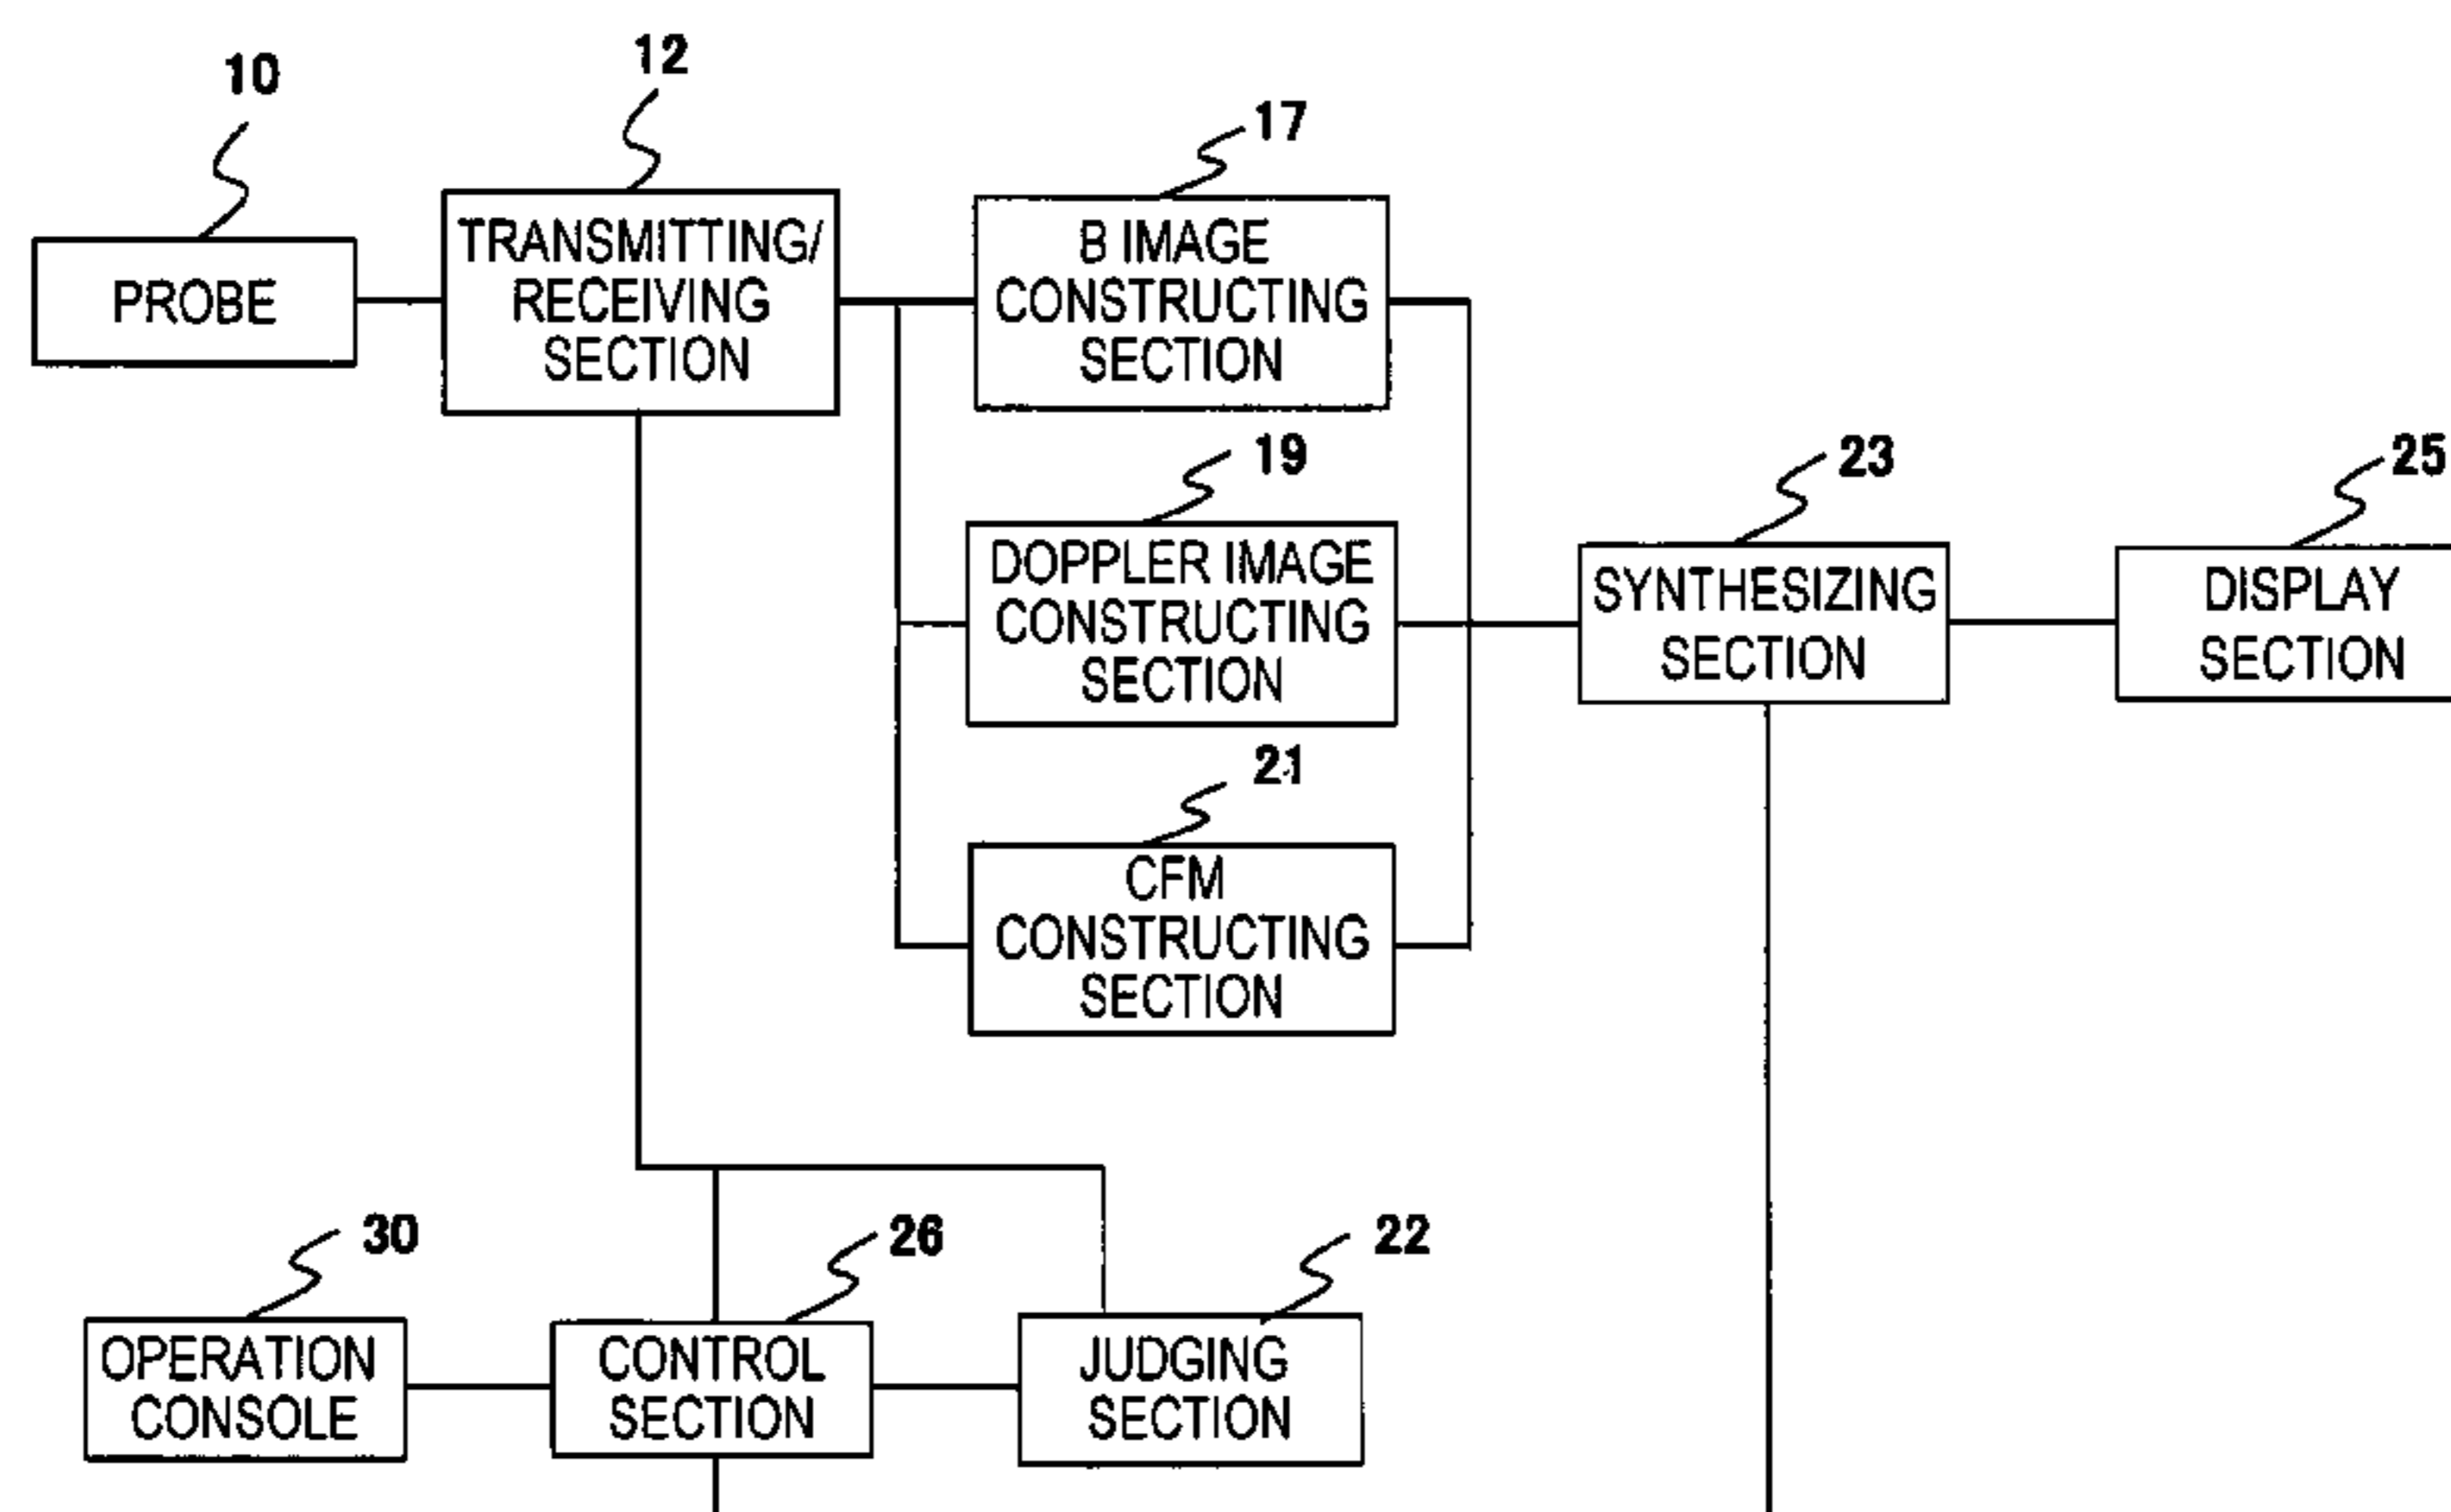 10
12
17
PROBE
TRANSMITTING/
RECEIVING
SECTION
B IMAGE
CONSTRUCTING
SECTION
19
DOPPLER IMAGE
CONSTRUCTING
SECTION
23
SYNTHESIZING
SECTION
25
DISPLAY
SECTION
21
CFM
CONSTRUCTING
SECTION
30
OPERATION
CONSOLE
26
CONTROL
SECTION
22
JUDGING
SECTION